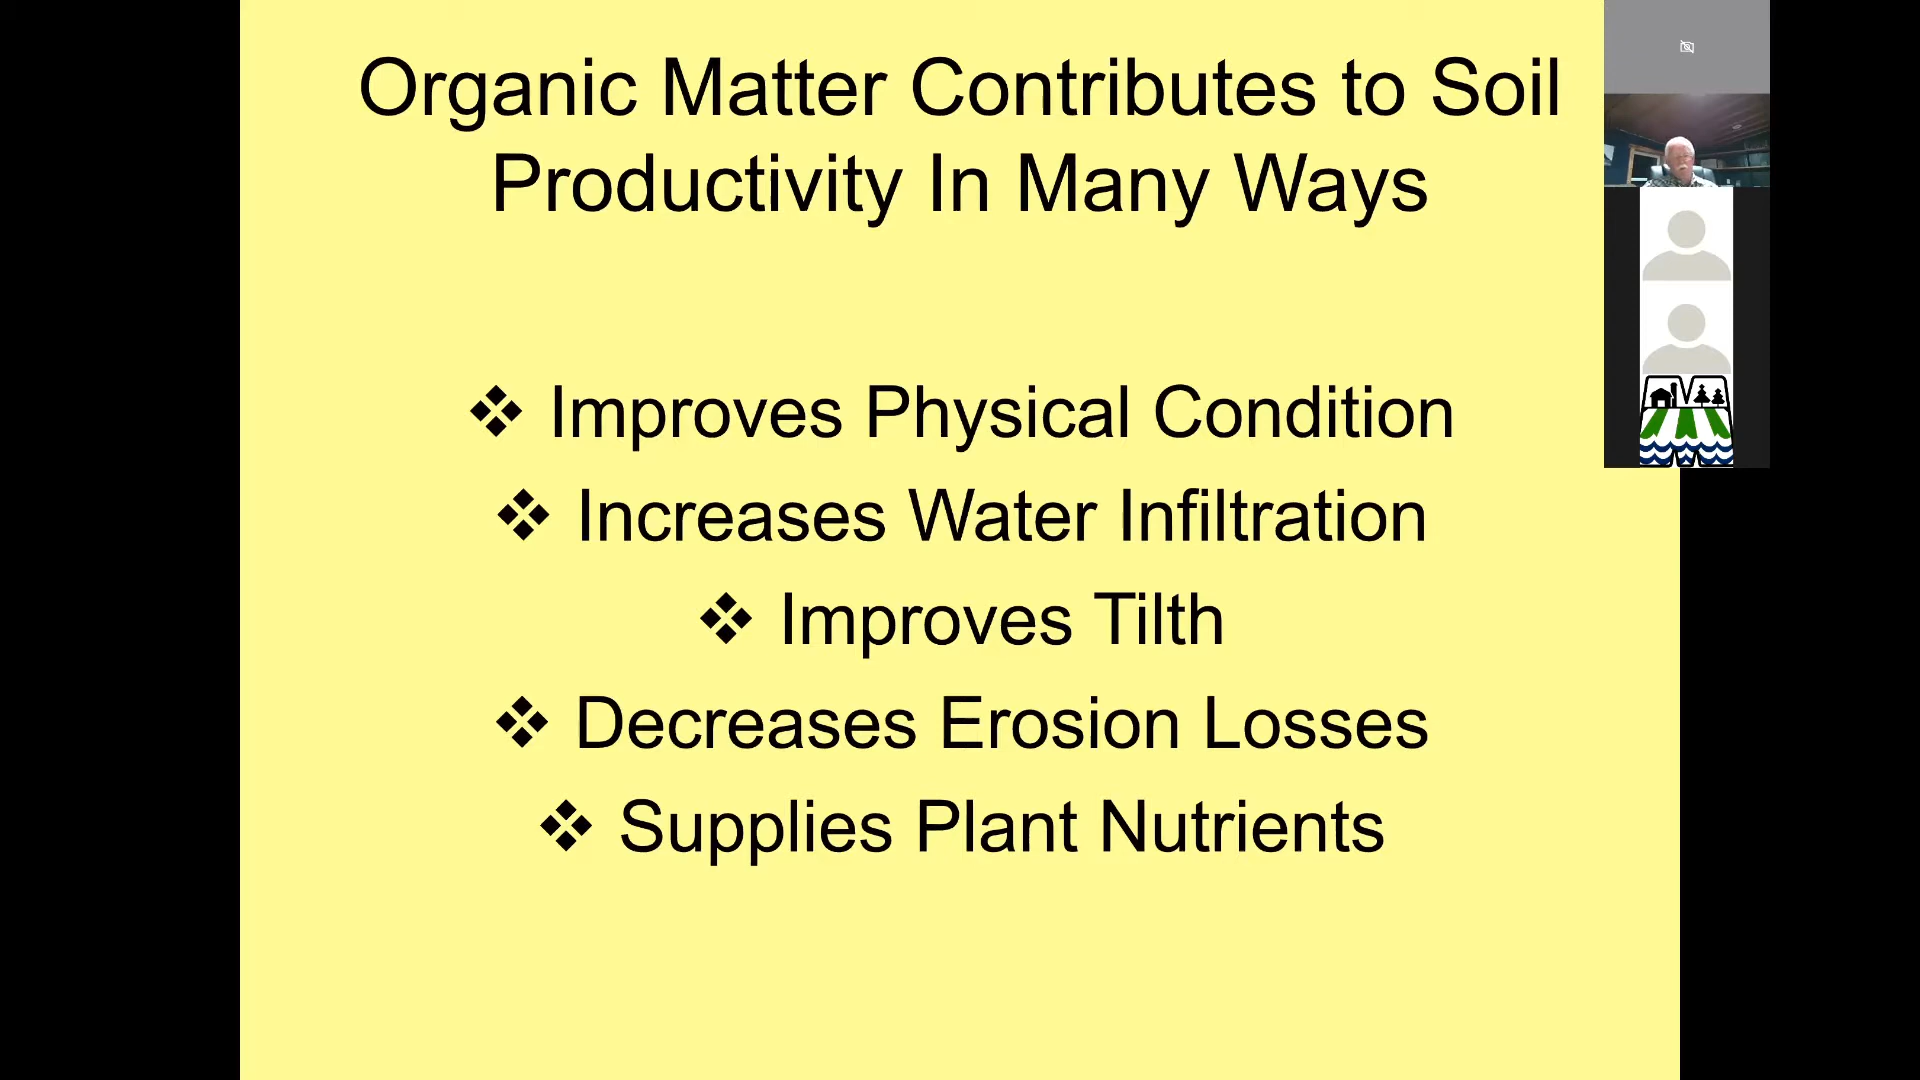 Organic Matter Contributes to Soil
Productivity In Many Ways
❖ Improves Physical Condition
❖ Increases Water Infiltration
❖ Improves Tilth
❖ Decreases Erosion Losses
❖ Supplies Plant Nutrients